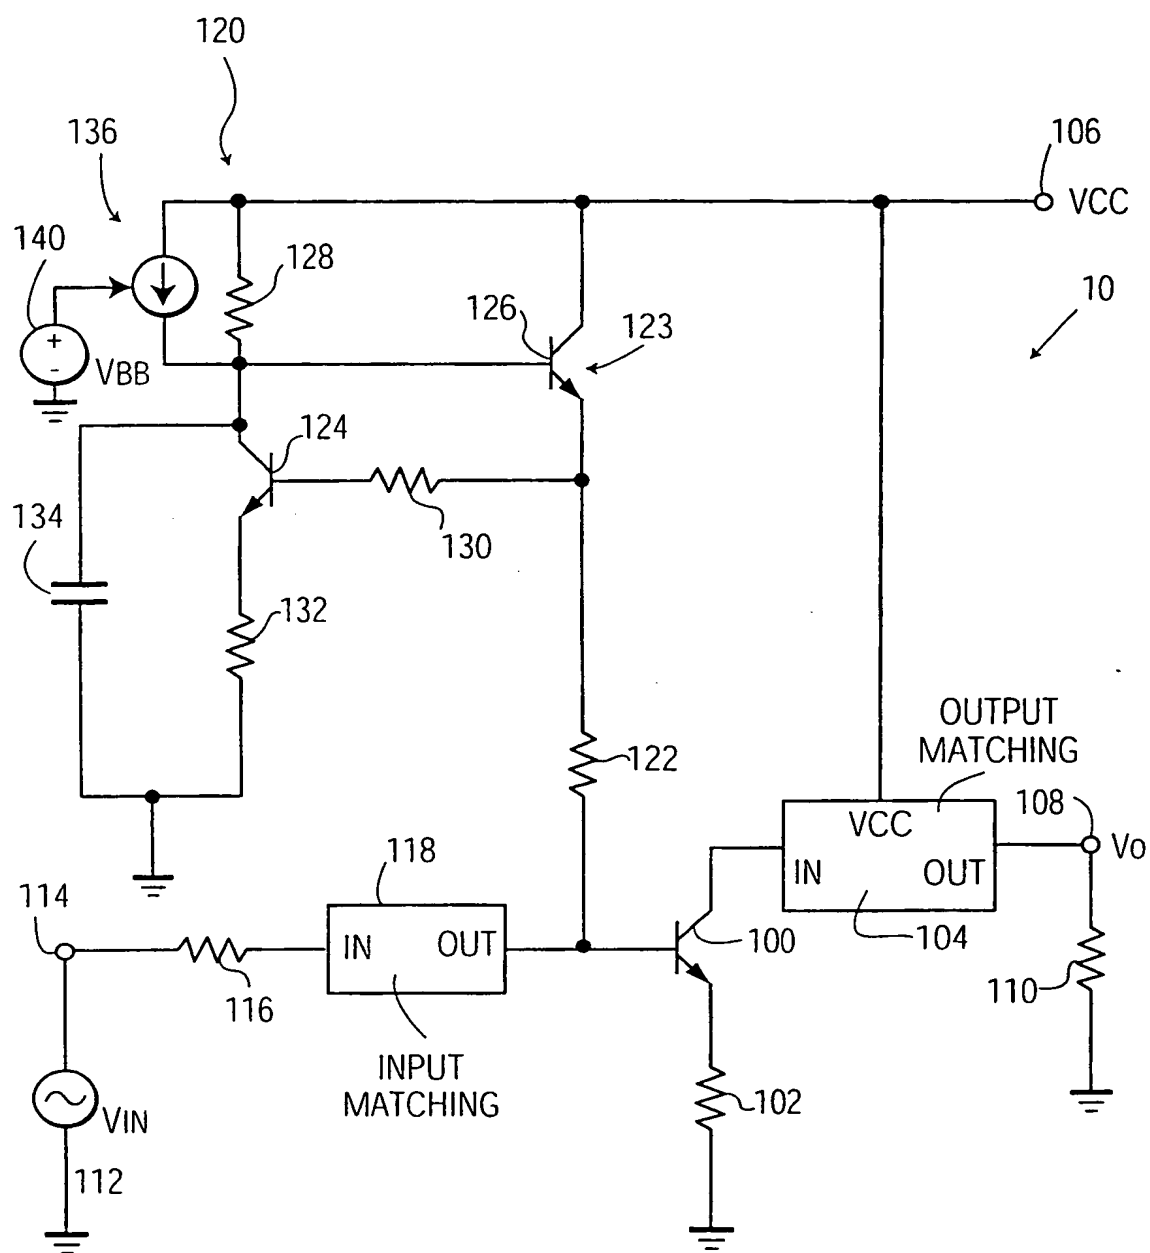 120
136
106
VCC
140
128
126
123
10
+
-
VBB
124
134
130
132
122
OUTPUT
MATCHING
108
VCC
Vo
118
IN
OUT
114
IN
OUT
100
104
116
110
INPUT
MATCHING
102
VIN
112